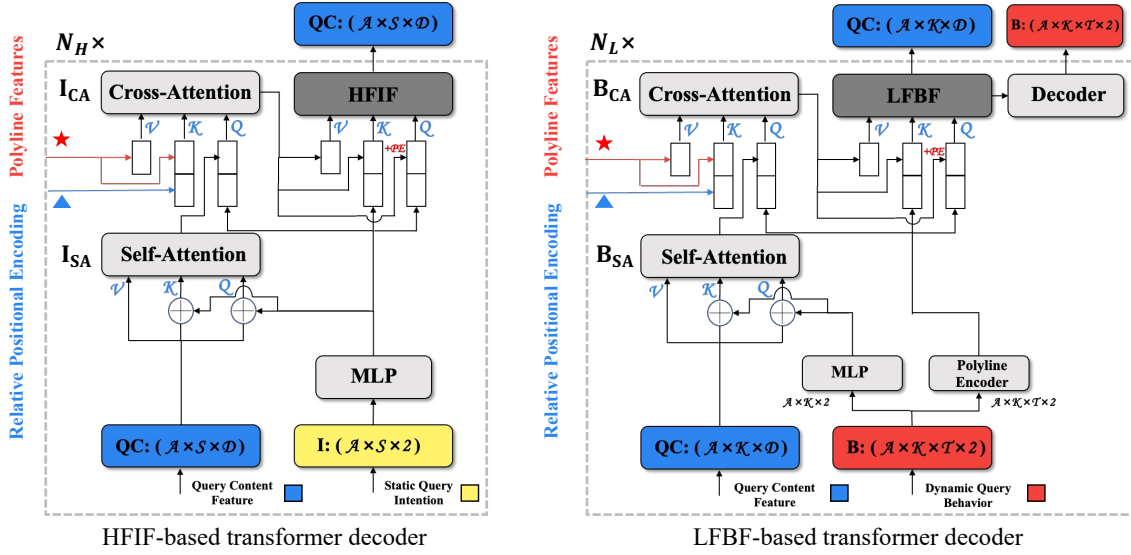 QC: (𝒜×𝒮×𝒟)
N_H ×
Polyline Features
Relative Positional Encoding
I_CA
Cross-Attention
HFIF
𝒱
𝒦
𝒬
𝒱
𝒦
𝒬
+𝒫ℰ
I_SA
Self-Attention
𝒱
𝒦
𝒬
MLP
QC: (𝒜×𝒮×𝒟)
I: (𝒜×𝒮×2)
Query Content
Feature
Static Query
Intention
HFIF-based transformer decoder
QC: (𝒜×𝒦×𝒟)
B: (𝒜×𝒦×𝒯×2)
N_L ×
Polyline Features
Relative Positional Encoding
B_CA
Cross-Attention
LFBF
Decoder
𝒱
𝒦
𝒬
𝒱
𝒦
𝒬
+𝒫ℰ
B_SA
Self-Attention
𝒱
𝒦
𝒬
MLP
Polyline
Encoder
𝒜×𝒦×2
𝒜×𝒦×𝒯×2
QC: (𝒜×𝒦×𝒟)
B: (𝒜×𝒦×𝒯×2)
Query Content
Feature
Dynamic Query
Behavior
LFBF-based transformer decoder